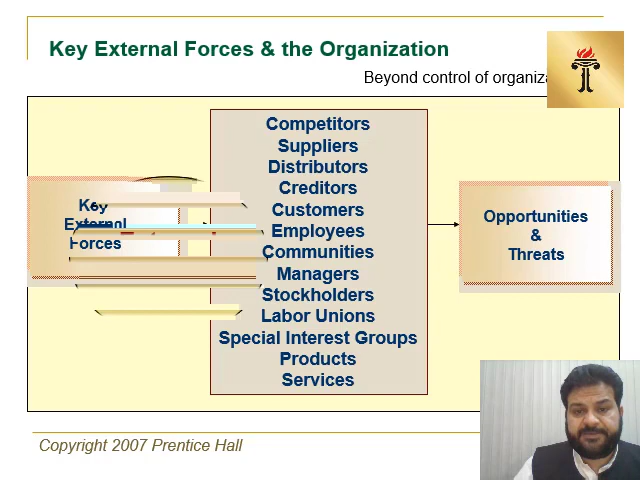 Key External Forces & the Organization
Beyond control of
Key
External
Forces
Competitors
Suppliers
Distributors
Creditors
Customers
Employees
Communities
Managers
Stockholders
Labor Unions
Special Interest Groups
Products
Services
Opportunities
&
Threats
Copyright 2007 Prentice Hall